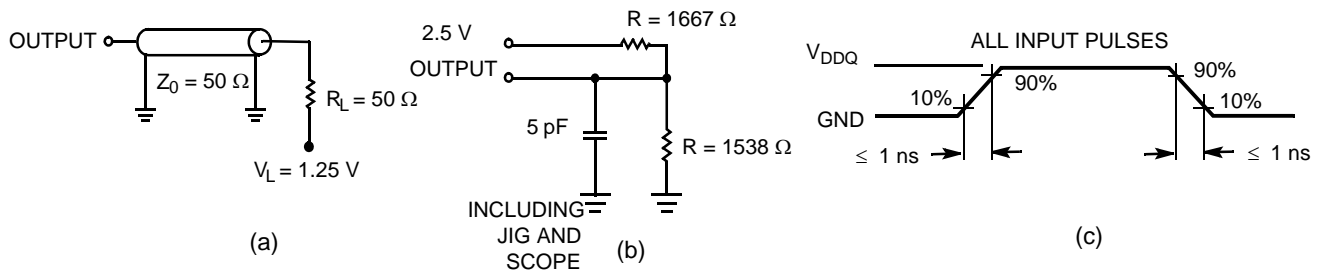 OUTPUT
Z0 = 50 Ω
RL = 50 Ω
VL = 1.25 V
(a)
R = 1667 Ω
2.5 V
OUTPUT
5 pF
R = 1538 Ω
INCLUDING
JIG AND
SCOPE
(b)
ALL INPUT PULSES
VDDQ
GND
10%
90%
90%
10%
≤ 1 ns
≤ 1 ns
(c)